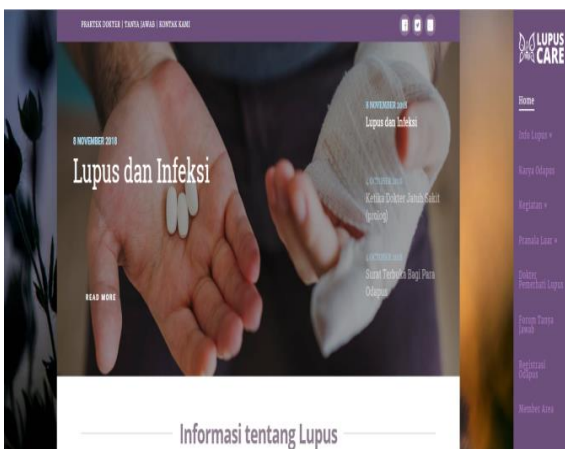 PRAKTEK DOKTER | TANYA JAWAB | KONTAK KAMI
LUPUS
CARE
Home
Info Lupus »
Karya Odapus
Kegiatan »
Pranala Luar »
Dokter
Pemerhati Lupus
Forum Tanya
Jawab
Registrasi
Odapus
Member Area
8 NOVEMBER 2018
Lupus dan Infeksi
READ MORE
8 NOVEMBER 2018
Lupus dan Infeksi
Ketika Dokter Jatuh Sakit
(prolog)
Surat Terbuka Bagi Para
Odapus
Informasi tentang Lupus